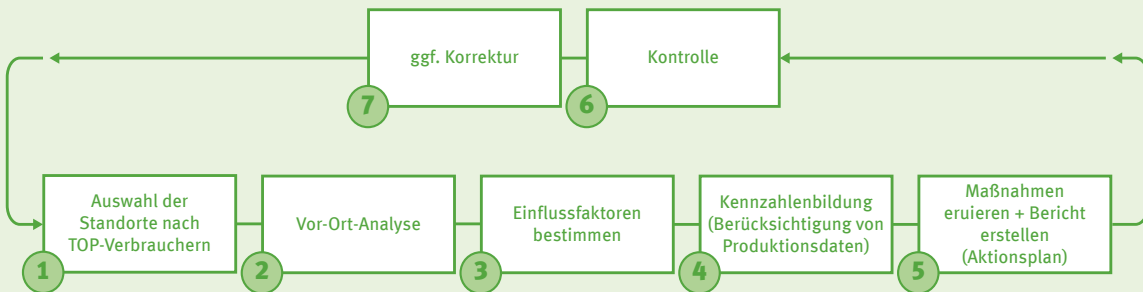 ggf. Korrektur
7
Kontrolle
6
Auswahl der
Standorte nach
TOP-Verbrauchern
1
Vor-Ort-Analyse
2
Einflussfaktoren
bestimmen
3
Kennzahlenbildung
(Berücksichtigung von
Produktionsdaten)
4
Maßnahmen
eruieren + Bericht
erstellen
(Aktionsplan)
5